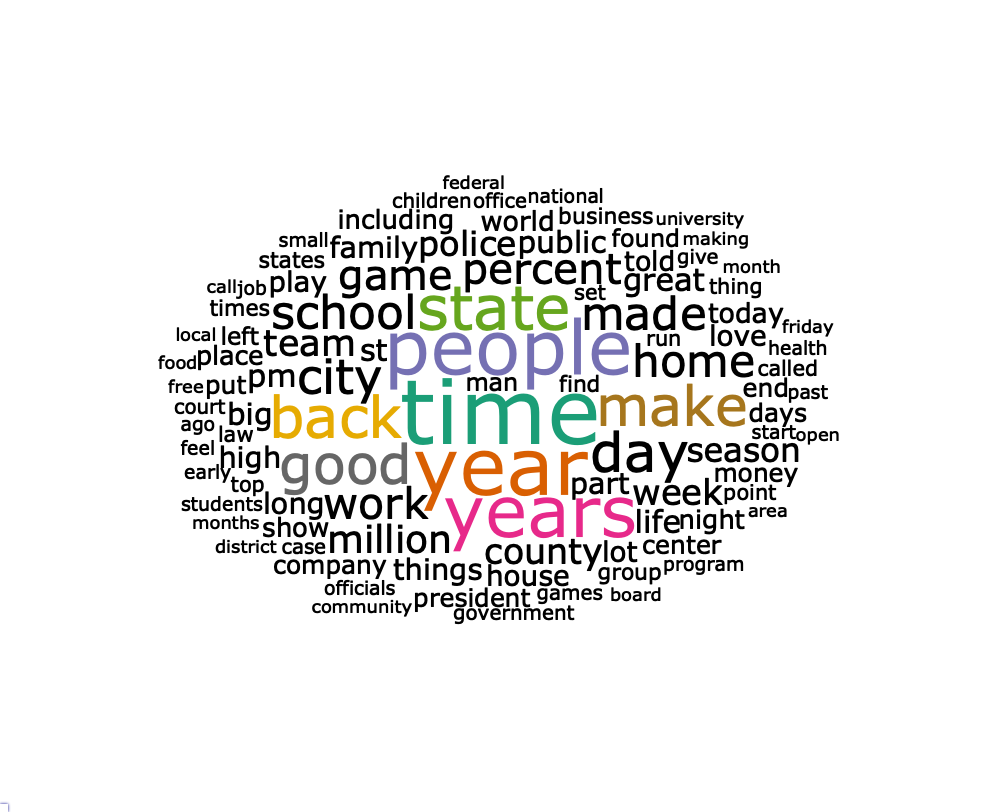 federal
children office national
including world business university
small family police public found making
states game percent told give month
call job play great thing
times school state set made today friday
local left team st people run love health
food place city home called
free put pm man find end past
court big back time make days
ago law start open
feel high good year day season
early top part week money point
students long work years life night area
months show million county lot center
district case
company things house group program
officials president games board
community government